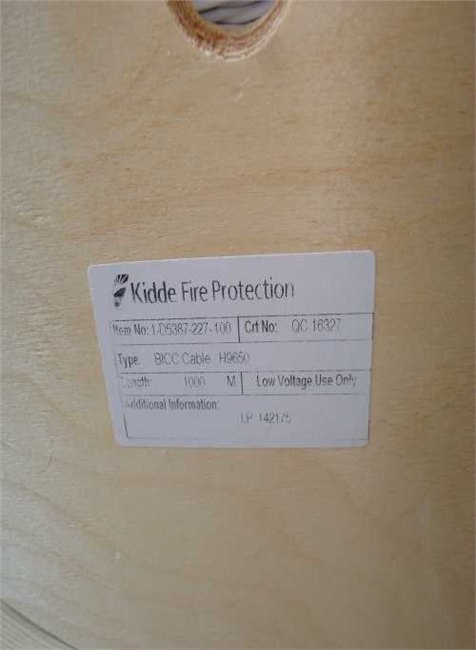 Kidde Fire Protection
Item No: 1-D5387-227-100 Crt No: QC 16327
Type: BICC Cable H9650
Length: 1000 M Low Voltage Use Only
Additional Information:
LP 142175